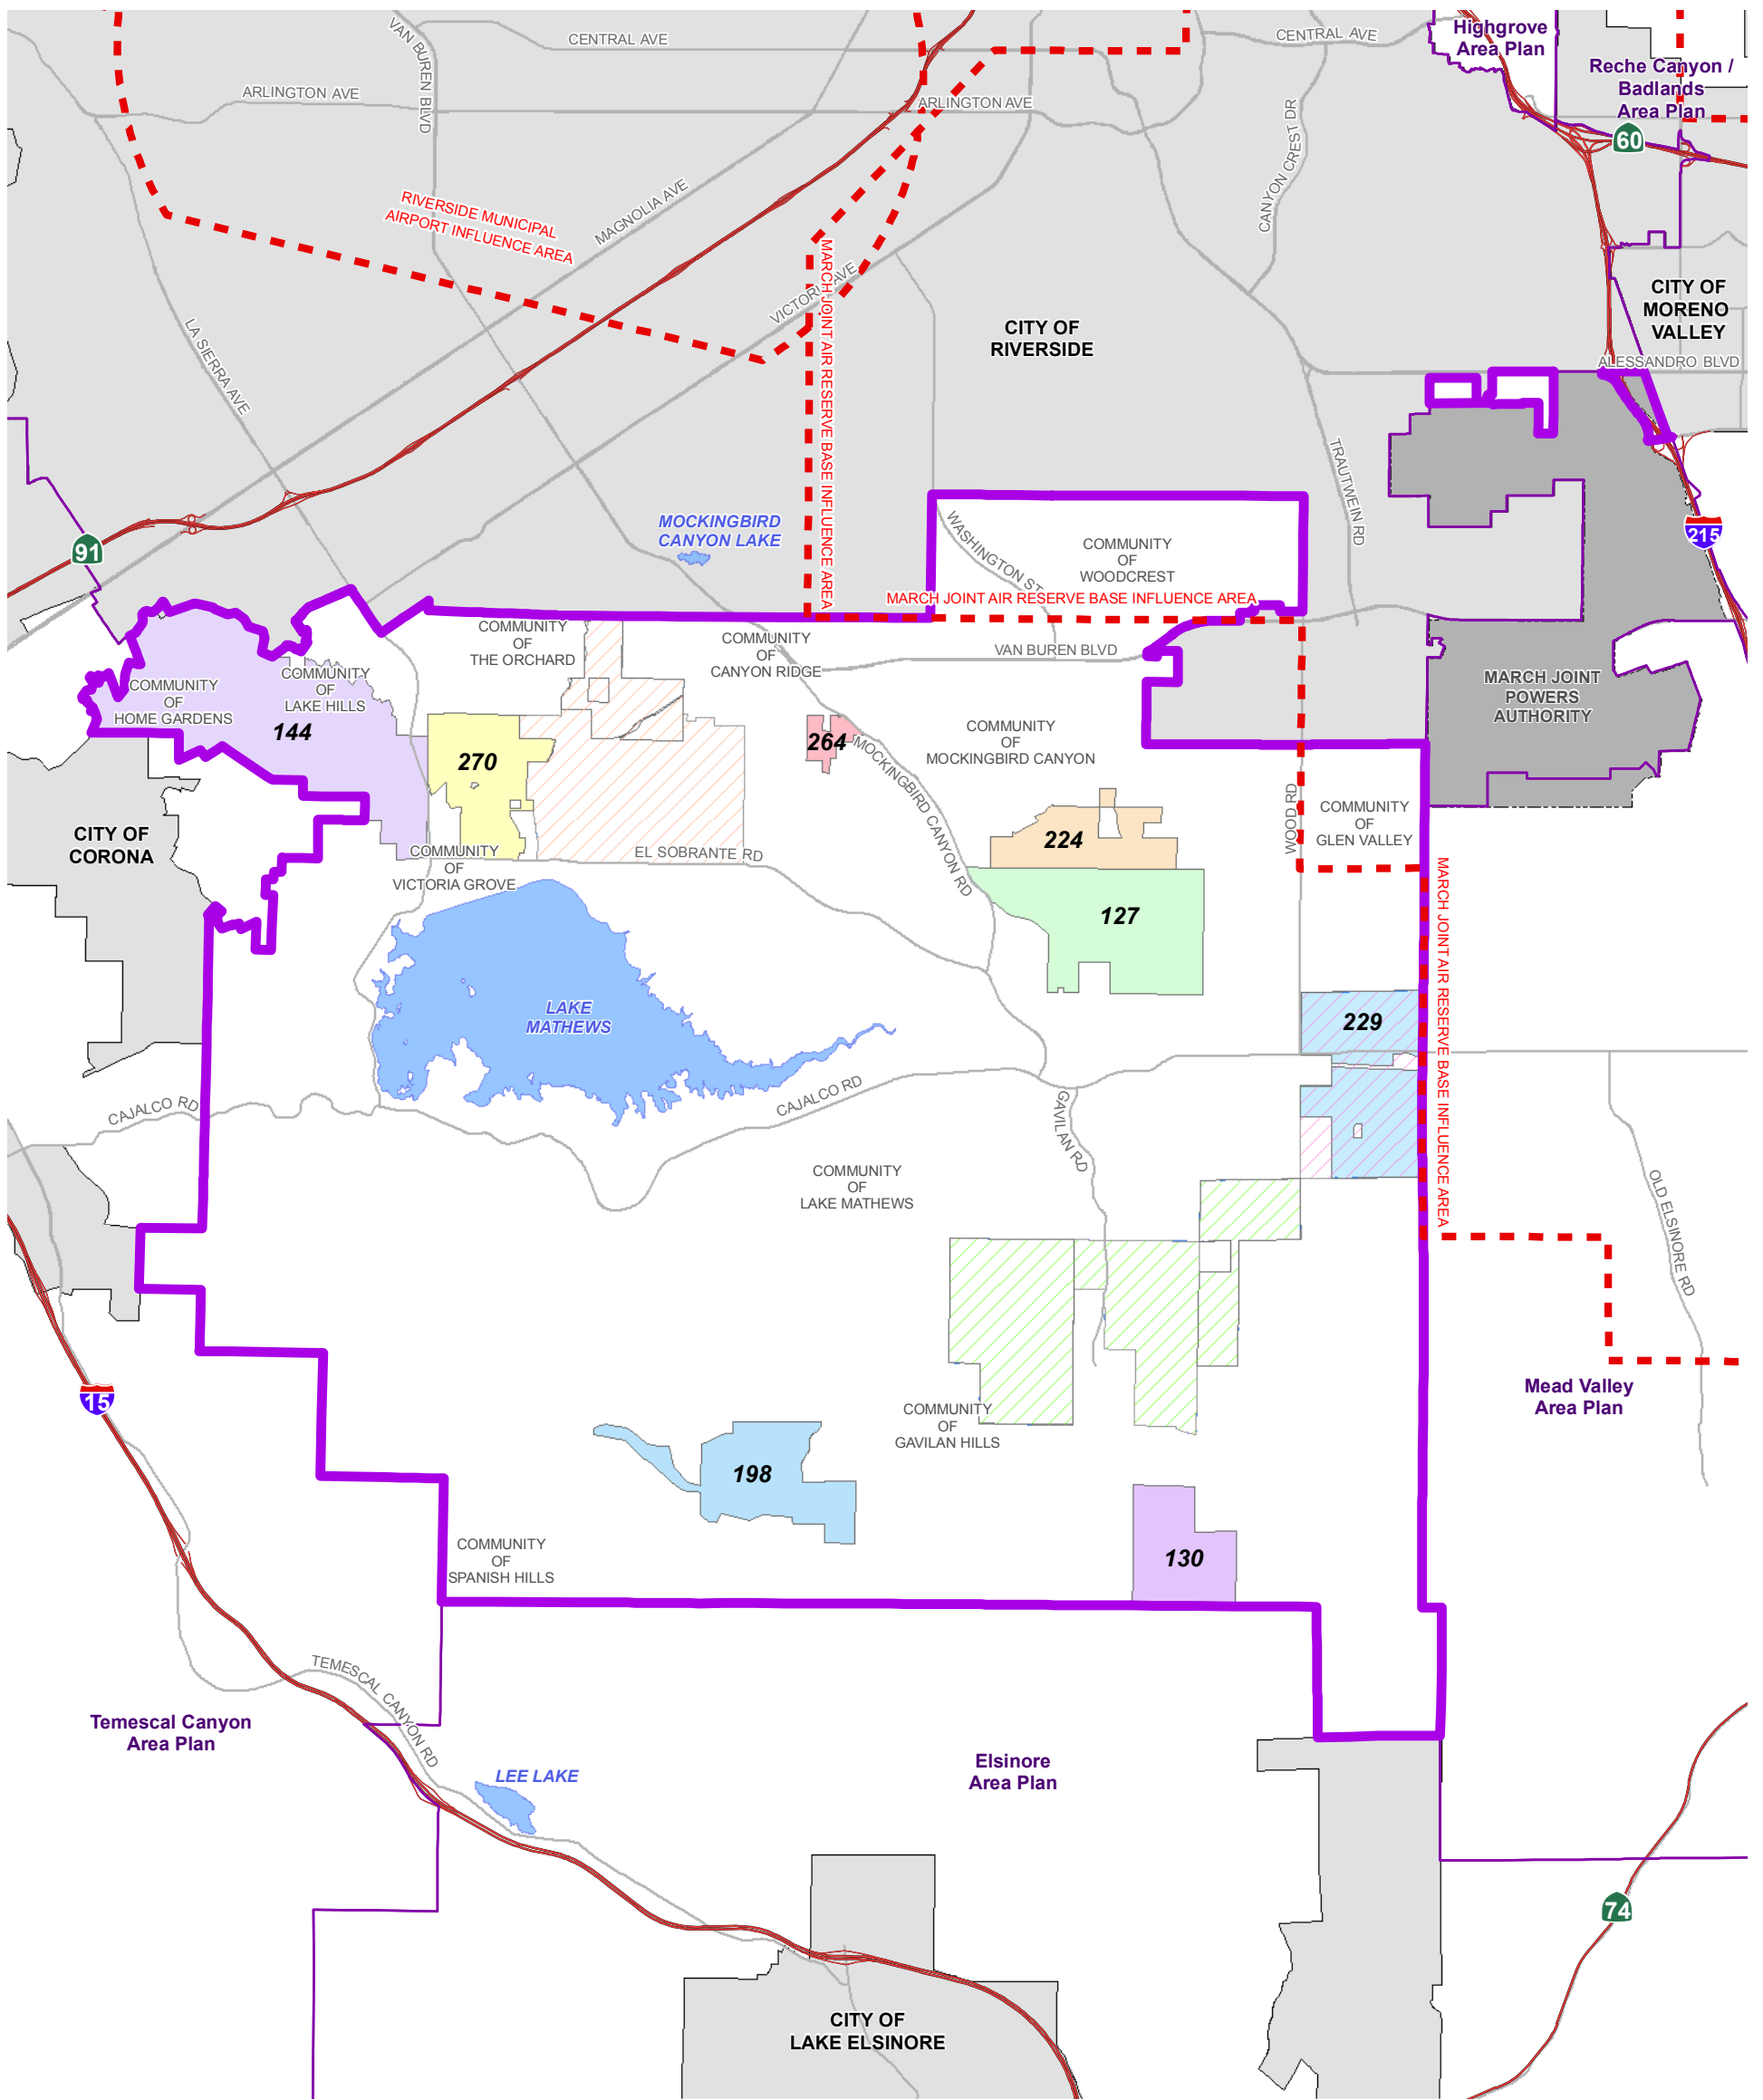 VAN BUREN BLVD
CENTRAL AVE
CENTRAL AVE
Highgrove
Area Plan
Reche Canyon /
Badlands
Area Plan
60
ARLINGTON AVE
ARLINGTON AVE
CANYON CREST DR
RIVERSIDE MUNICIPAL
AIRPORT INFLUENCE AREA
MAGNOLIA AVE
VICTORIA AVE
MARCH JOINT AIR RESERVE BASE INFLUENCE AREA
LA SIERRA AVE
CITY OF
RIVERSIDE
CITY OF
MORENO
VALLEY
ALESSANDRO BLVD
TRAUTWEIN RD
91
MOCKINGBIRD
CANYON LAKE
WASHINGTON ST
COMMUNITY
OF
WOODCREST
215
MARCH JOINT AIR RESERVE BASE INFLUENCE AREA
COMMUNITY
OF
THE ORCHARD
COMMUNITY
OF
CANYON RIDGE
VAN BUREN BLVD
COMMUNITY
OF
HOME GARDENS
COMMUNITY
OF
LAKE HILLS
144
MARCH JOINT
POWERS
AUTHORITY
270
264
COMMUNITY
OF
MOCKINGBIRD CANYON
MOCKINGBIRD CANYON RD
WOOD RD
COMMUNITY
OF
GLEN VALLEY
CITY OF
CORONA
224
COMMUNITY
OF
VICTORIA GROVE
EL SOBRANTE RD
127
MARCH JOINT AIR RESERVE BASE INFLUENCE AREA
LAKE
MATHEWS
229
CAJALCO RD
CAJALCO RD
GAVILAN RD
COMMUNITY
OF
LAKE MATHEWS
OLD ELSINORE RD
15
Mead Valley
Area Plan
COMMUNITY
OF
GAVILAN HILLS
198
COMMUNITY
OF
SPANISH HILLS
130
TEMESCAL CANYON RD
Temescal Canyon
Area Plan
LEE LAKE
Elsinore
Area Plan
74
CITY OF
LAKE ELSINORE